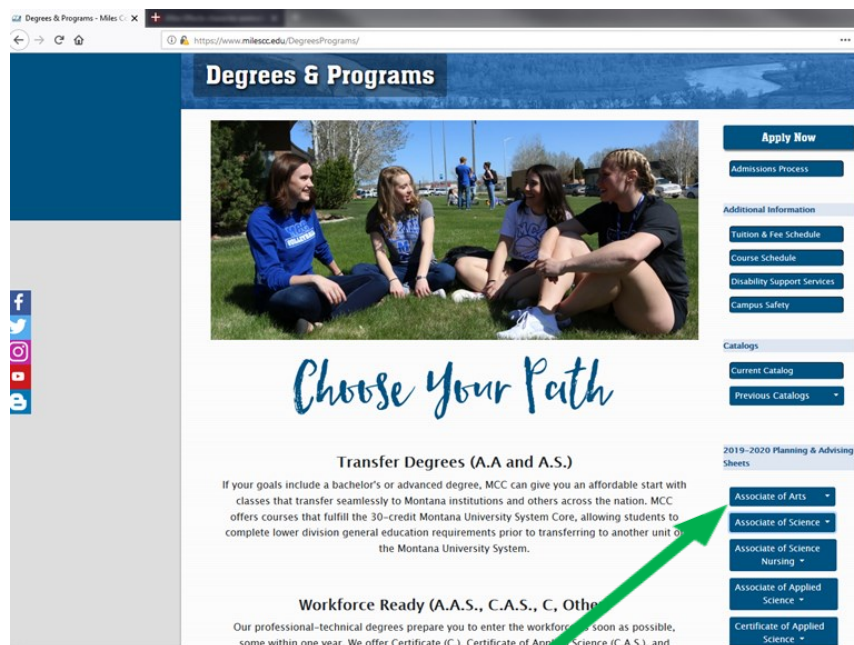 Degrees & Programs - Miles C
https://www.milescc.edu/DegreesPrograms/
Degrees & Programs
Choose Your Path
Transfer Degrees (A.A and A.S.)
If your goals include a bachelor's or advanced degree, MCC can give you an affordable start with
classes that transfer seamlessly to Montana institutions and others across the nation. MCC
offers courses that fulfill the 30-credit Montana University System Core, allowing students to
complete lower division general education requirements prior to transferring to another unit
the Montana University System.
Workforce Ready (A.A.S., C.A.S., C, Othe
Our professional-technical degrees prepare you to enter the workforce soon as possible,
some within one year. We offer Certificate (C.), Certificate of Science (C.A.S.), and
Apply Now
Admissions Process
Additional Information
Tuition & Fee Schedule
Course Schedule
Disability Support Services
Campus Safety
Catalogs
Current Catalog
Previous Catalogs
2019-2020 Planning & Advising
Sheets
Associate of Arts
Associate of Science
Associate of Science
Nursing
Associate of Applied
Science
Certificate of Applied
Science